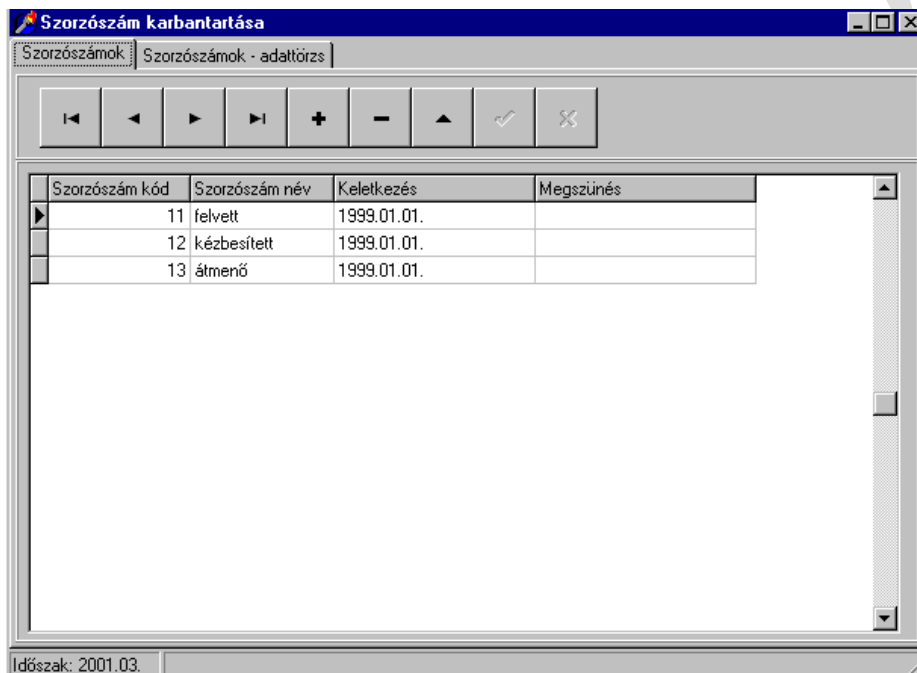 Szorzószám karbantartása
Szorzószámok Szorzószámok - adattörzs
Szorzószám kód Szorzószám név Keletkezés Megszünés
11 felvett 1999.01.01.
12 kézbesített 1999.01.01.
13 átmenő 1999.01.01.
Időszak: 2001.03.